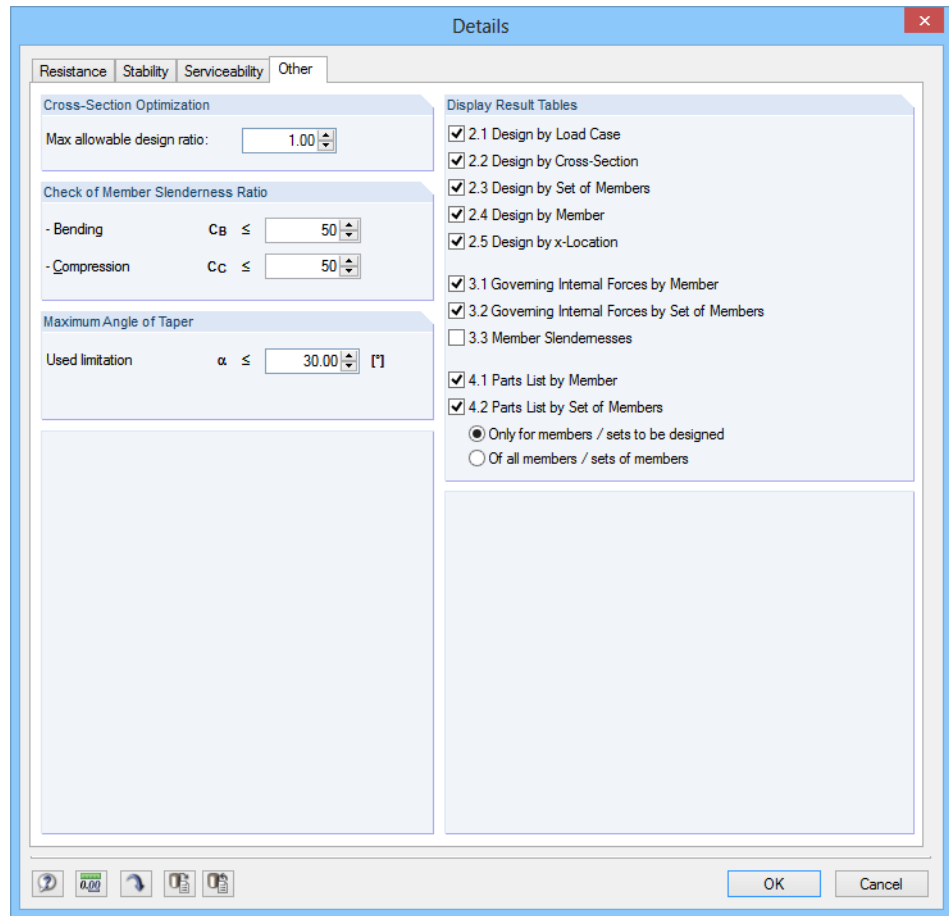 Details
Resistance Stability Serviceability Other
Cross-Section Optimization
Max allowable design ratio: 1.00
Check of Member Slenderness Ratio
- Bending CB ≤ 50
- Compression CC ≤ 50
Maximum Angle of Taper
Used limitation α ≤ 30.00 [°]
Display Result Tables
2.1 Design by Load Case
2.2 Design by Cross-Section
2.3 Design by Set of Members
2.4 Design by Member
2.5 Design by x-Location
3.1 Governing Internal Forces by Member
3.2 Governing Internal Forces by Set of Members
3.3 Member Slendernesses
4.1 Parts List by Member
4.2 Parts List by Set of Members
Only for members / sets to be designed
Of all members / sets of members
0.00
OK Cancel